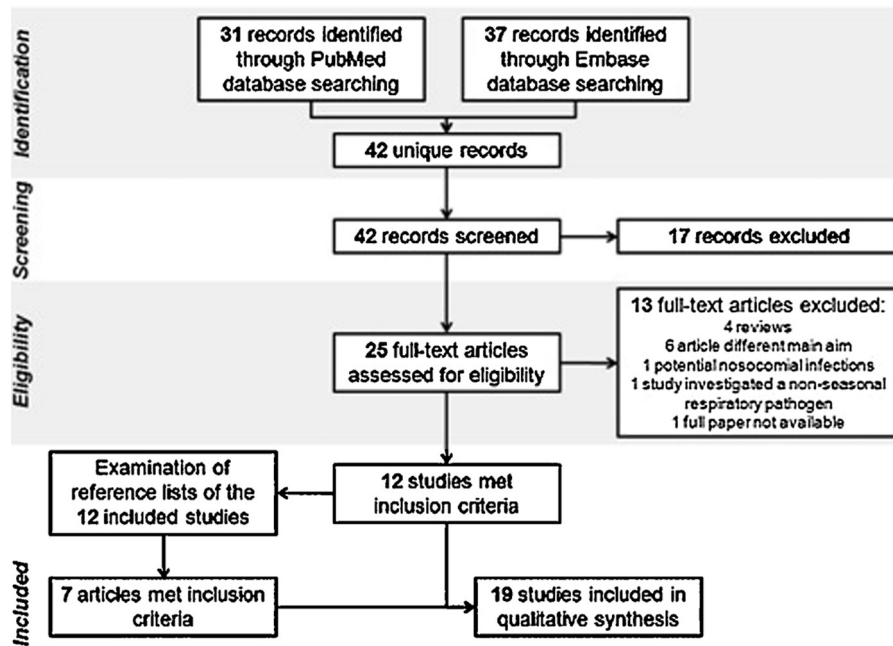 Identification
31 records identified
through PubMed
database searching
37 records identified
through Embase
database searching
42 unique records
Screening
42 records screened
17 records excluded
Eligibility
25 full-text articles
assessed for eligibility
13 full-text articles excluded:
4 reviews
6 article different main aim
1 potential nosocomial infections
1 study investigated a non-seasonal
respiratory pathogen
1 full paper not available
Included
Examination of
reference lists of the
12 included studies
12 studies met
inclusion criteria
7 articles met inclusion
criteria
19 studies included in
qualitative synthesis